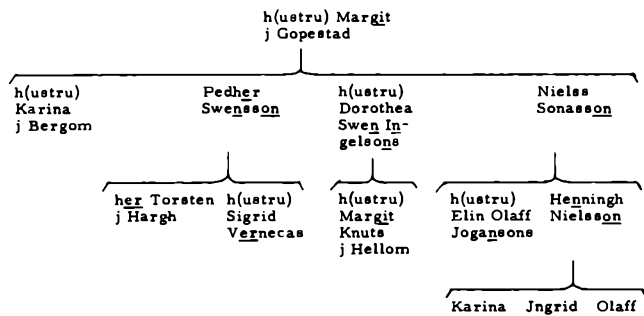 h(ustru) Margit
j Gopestad
h(ustru)
Karina
j Bergom
Pedher
Swensson
h(ustru)
Dorothea
Swen In-
gelsons
Nielss
Sonasson
her Torsten
j Hargh
h(ustru)
Sigrid
Vernecas
h(ustru)
Margit
Knuts
j Hellom
h(ustru)
Elin Olaff
Jogansons
Henningh
Nielsson
Karina Jngrid Olaff